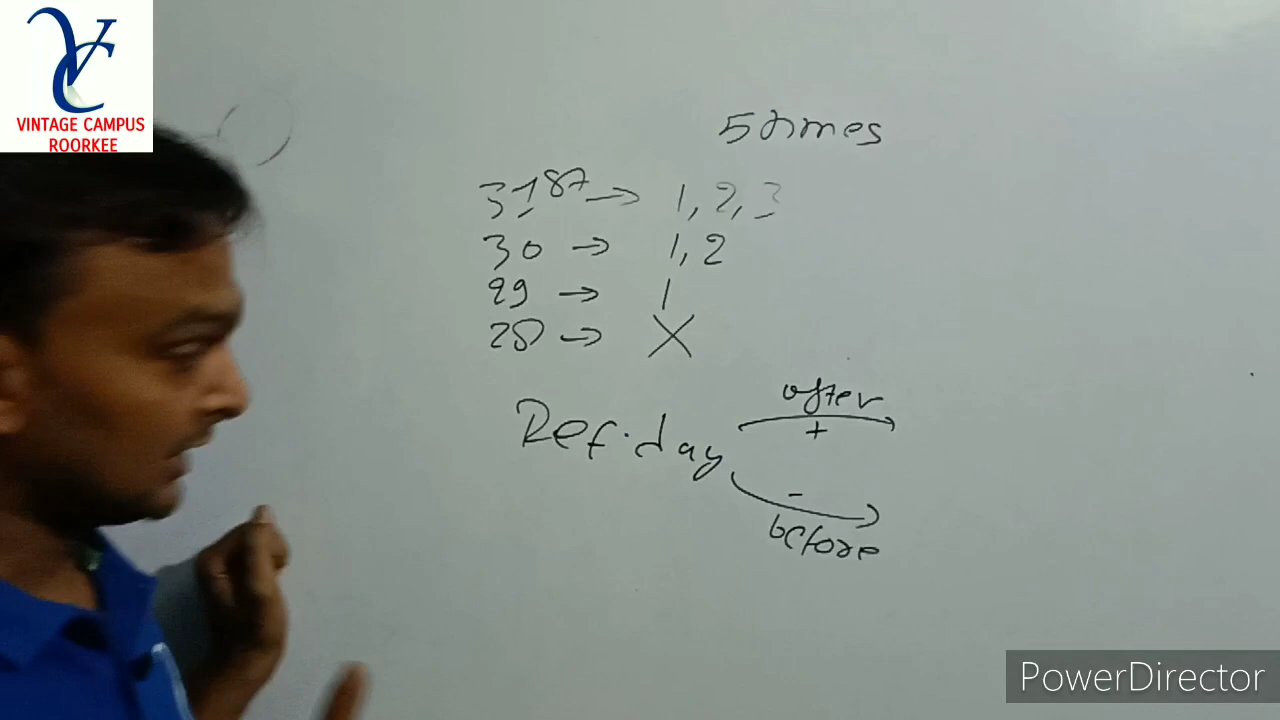 VINTAGE CAMPUS
ROORKEE
5 times
31 → 1, 2, 3
30 → 1, 2
29 → 1
28 → X
Ref. day
after
+
-
before
PowerDirector